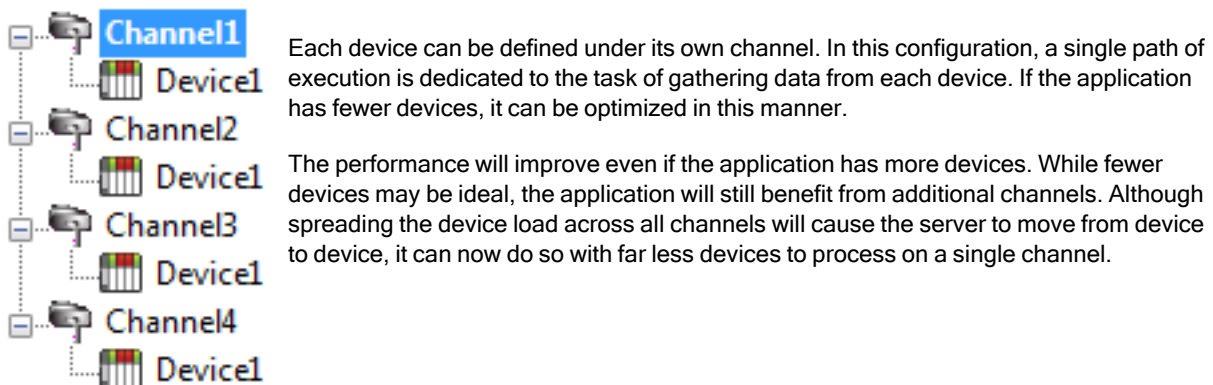 Channel1
Device1
Channel2
Device1
Channel3
Device1
Channel4
Device1
Each device can be defined under its own channel. In this configuration, a single path of
execution is dedicated to the task of gathering data from each device. If the application
has fewer devices, it can be optimized in this manner.
The performance will improve even if the application has more devices. While fewer
devices may be ideal, the application will still benefit from additional channels. Although
spreading the device load across all channels will cause the server to move from device
to device, it can now do so with far less devices to process on a single channel.